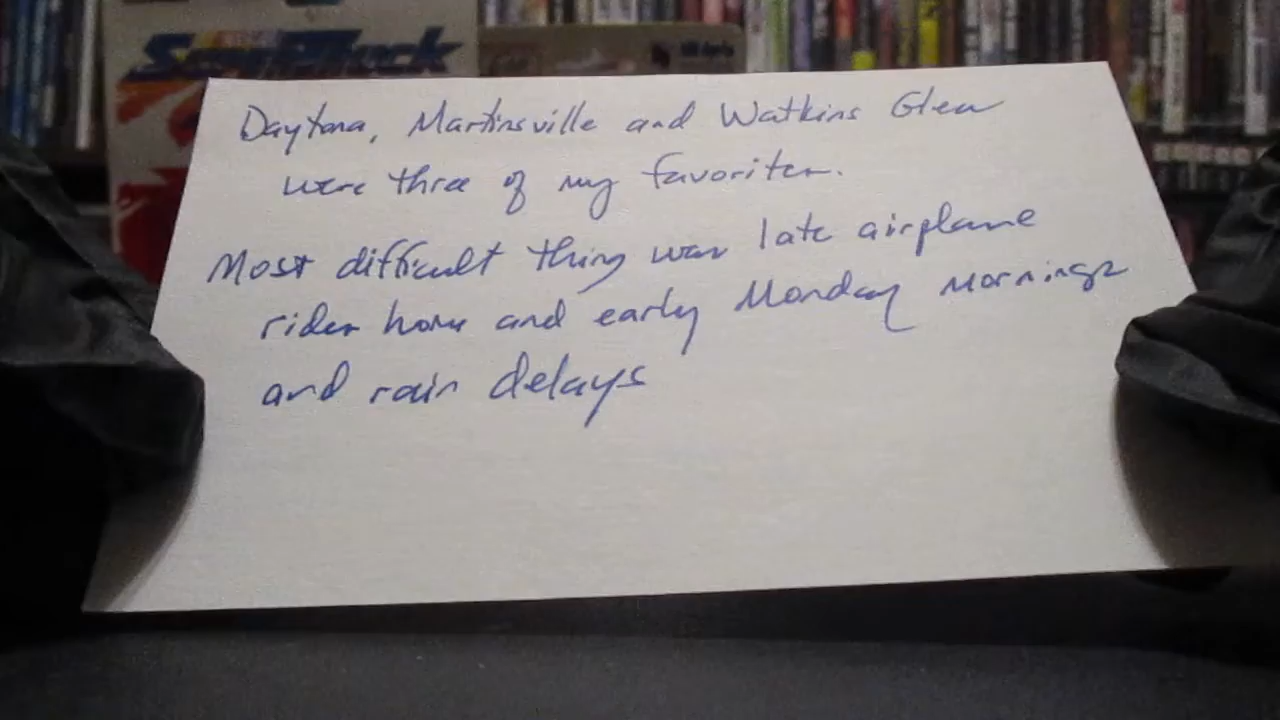 Daytona, Martinsville and Watkins Glen
were three of my favorites.
Most difficult thing was late airplane
rides home and early Monday mornings
and rain delays